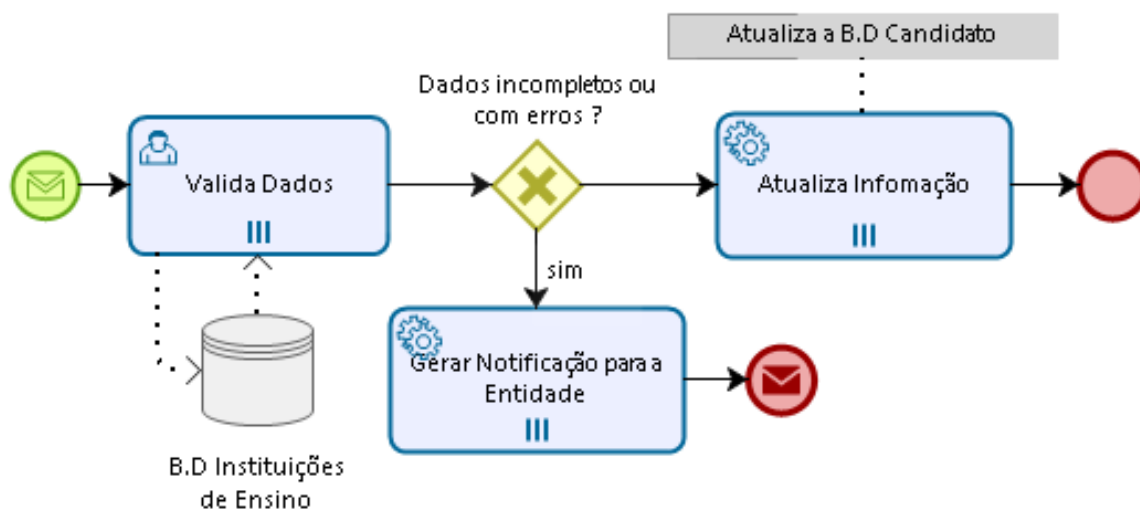 Atualiza a B.D Candidato
Dados incompletos ou
com erros ?
Valida Dados
Atualiza Infomação
sim
Gerar Notificação para a
Entidade
B.D Instituições
de Ensino